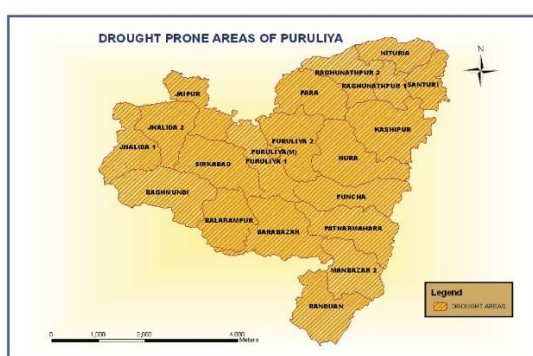 DROUGHT PRONE AREAS OF PURULIYA
N
NITURIA
RAGHUNATHPUR 2
PARA
RAGHUNATHPUR 1
SANTURI
JAIPUR
KASHIPUR
JHALIDA 2
PURULIYA 2
JHALIDA 1
PURULIYA(M)
HURA
SIRKABAD
PURULIYA 1
BAGHMUNDI
PUNCHA
BALARAMPUR
BARABAZAR
PATHARMAHARA
MANBAZAR 2
BANDUAN
Legend
DROUGHT AREAS
0 1,000 2,000 4,000
Meters